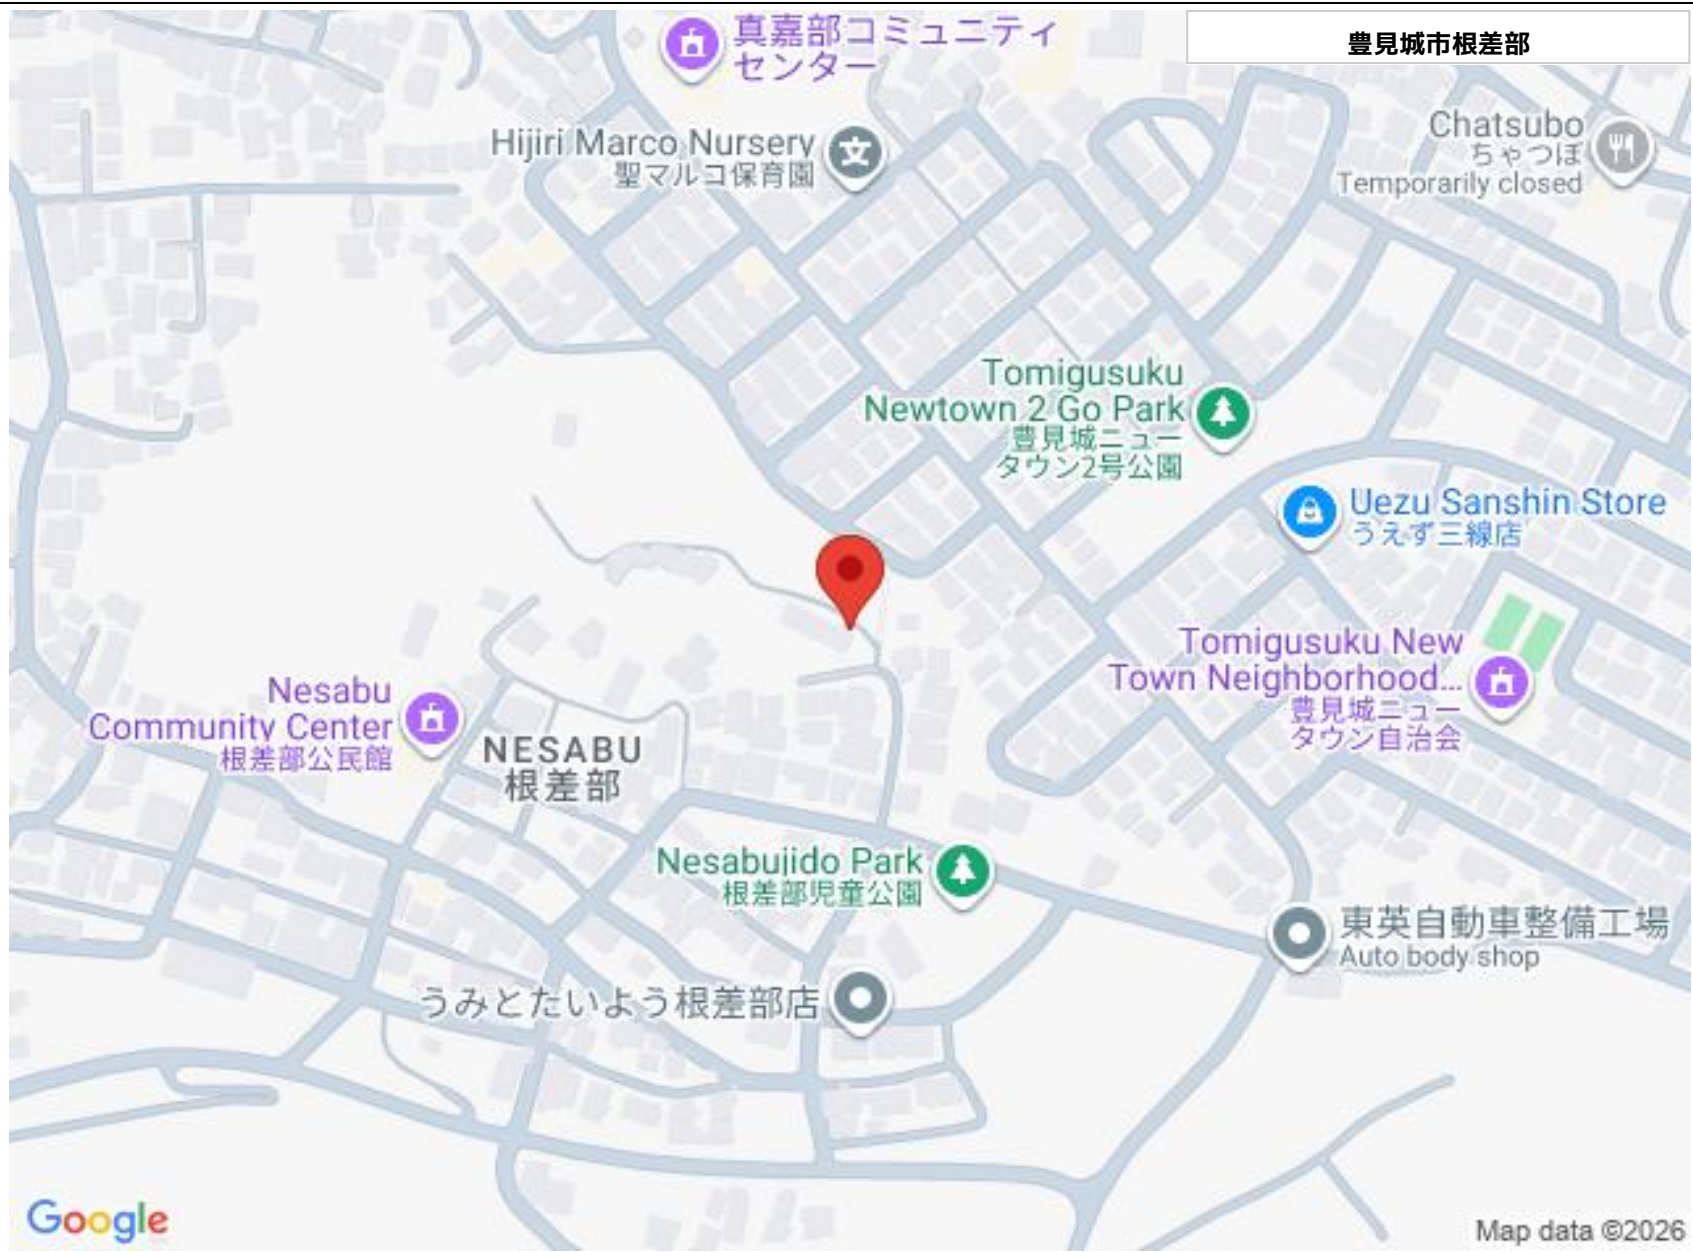 豊見城市根差部
真嘉部コミュニティ
センター
Hijiri Marco Nursery
聖マルコ保育園
Chatsubo
ちゃつぼ
Temporarily closed
Tomigusuku
Newtown 2 Go Park
豊見城ニュー
タウン2号公園
Uezu Sanshin Store
うえず三線店
Tomigusuku New
Town Neighborhood...
豊見城ニュー
タウン自治会
Nesabu
Community Center
根差部公民館
NESABU
根差部
Nesabujido Park
根差部児童公園
東英自動車整備工場
Auto body shop
うみとたいよう根差部店
Google
Map data ©2026